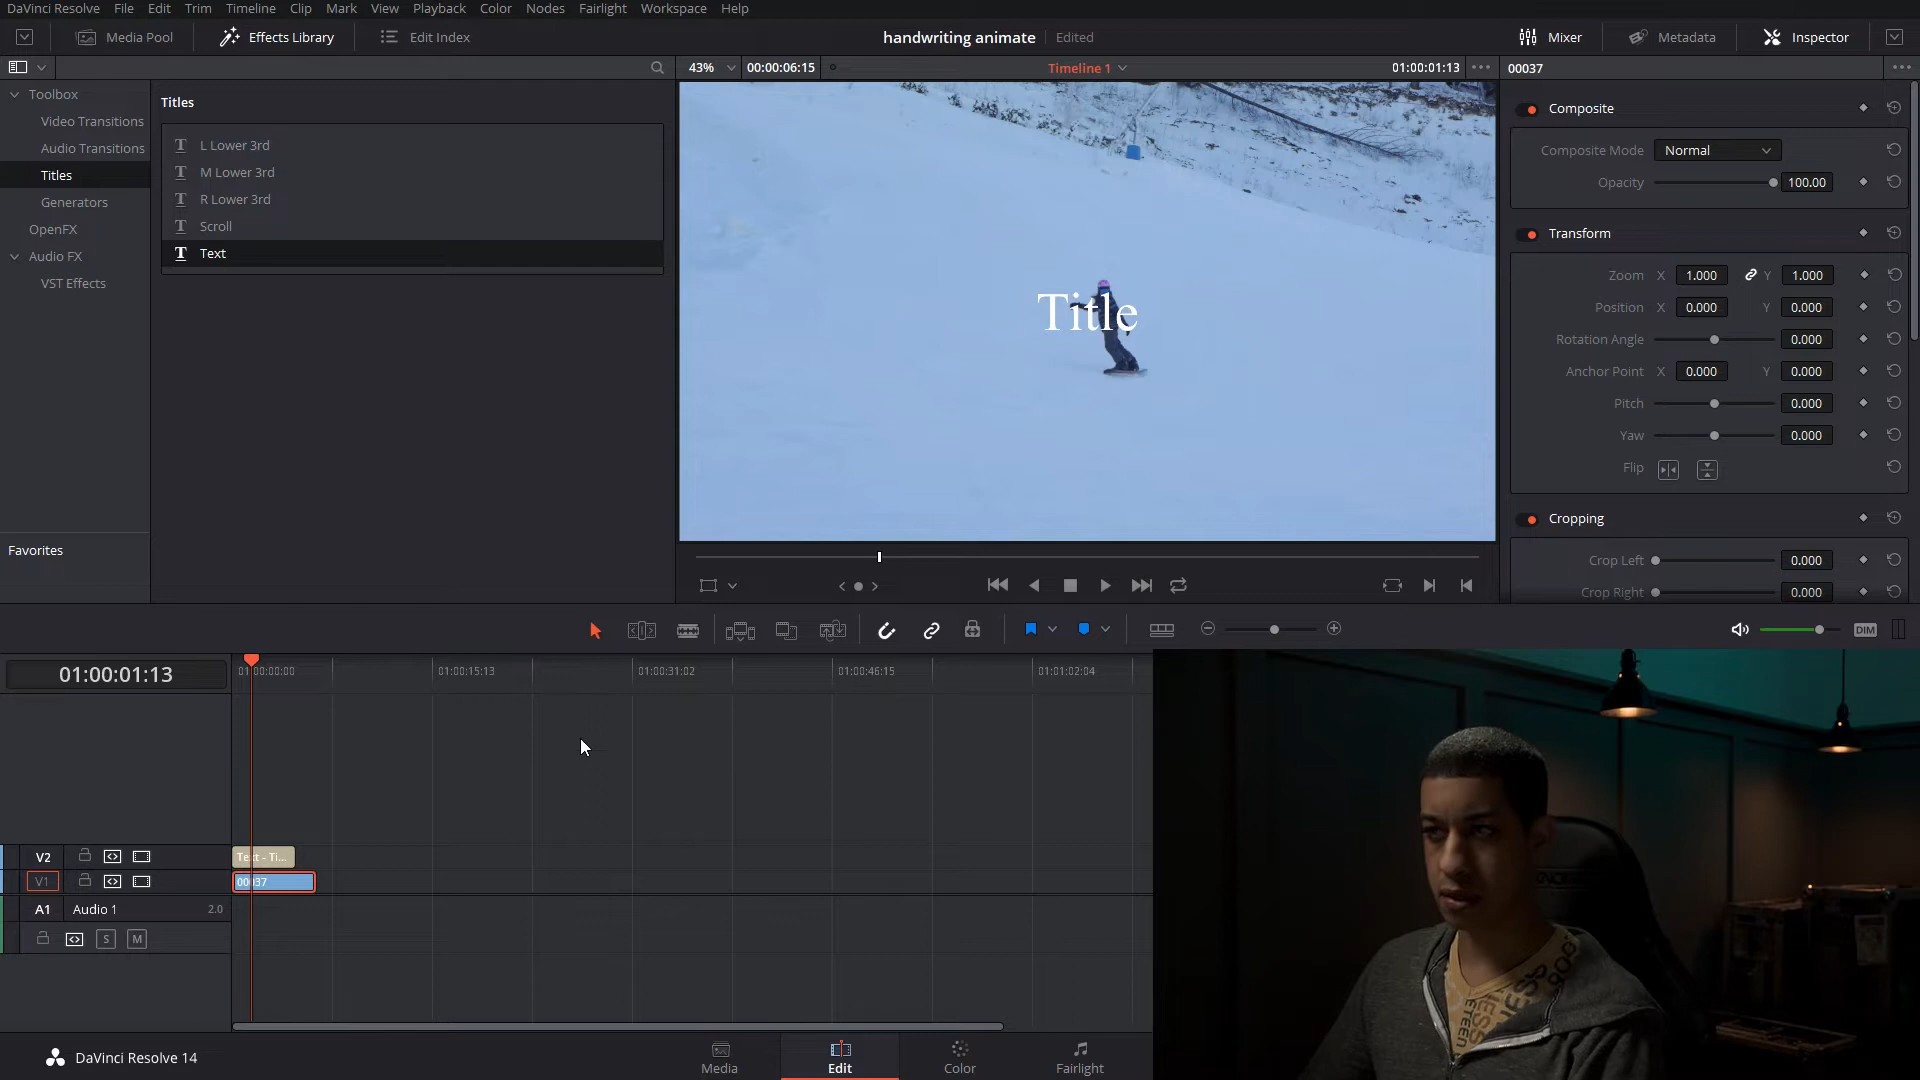 DaVinci Resolve File Edit Trim Timeline Clip Mark View Playback Color Nodes Fairlight Workspace Help
Media Pool Effects Library Edit Index handwriting animate Edited Mixer Metadata Inspector
43% 00:00:06:15 Timeline 1 01:00:01:13 00037
Toolbox
Video Transitions
Audio Transitions
Titles
Generators
OpenFX
Audio FX
VST Effects
Favorites
Titles
L Lower 3rd
M Lower 3rd
R Lower 3rd
Scroll
Text
Title
Composite
Composite Mode Normal
Opacity 100.00
Transform
Zoom X 1.000 Y 1.000
Position X 0.000 Y 0.000
Rotation Angle 0.000
Anchor Point X 0.000 Y 0.000
Pitch 0.000
Yaw 0.000
Flip
Cropping
Crop Left 0.000
Crop Right 0.000
DIM
01:00:01:13 01:00:00:00 01:00:15:13 01:00:31:02 01:00:46:15 01:01:02:04
V2 Text - Ti...
V1 00037
A1 Audio 1 2.0
S M
DaVinci Resolve 14 Media Edit Color Fairlight